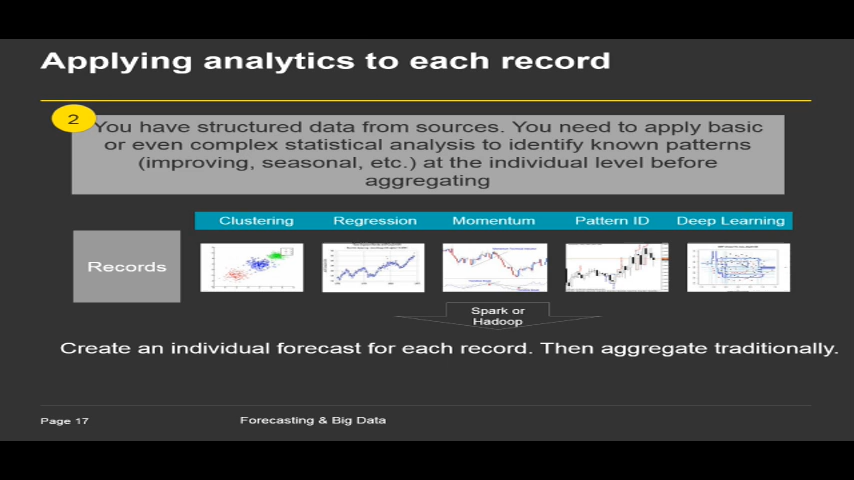 Applying analytics to each record
2
You have structured data from sources. You need to apply basic
or even complex statistical analysis to identify known patterns
(improving, seasonal, etc.) at the individual level before
aggregating
Clustering Regression Momentum Pattern ID Deep Learning
Records
Spark or
Hadoop
Create an individual forecast for each record. Then aggregate traditionally.
Page 17 Forecasting & Big Data